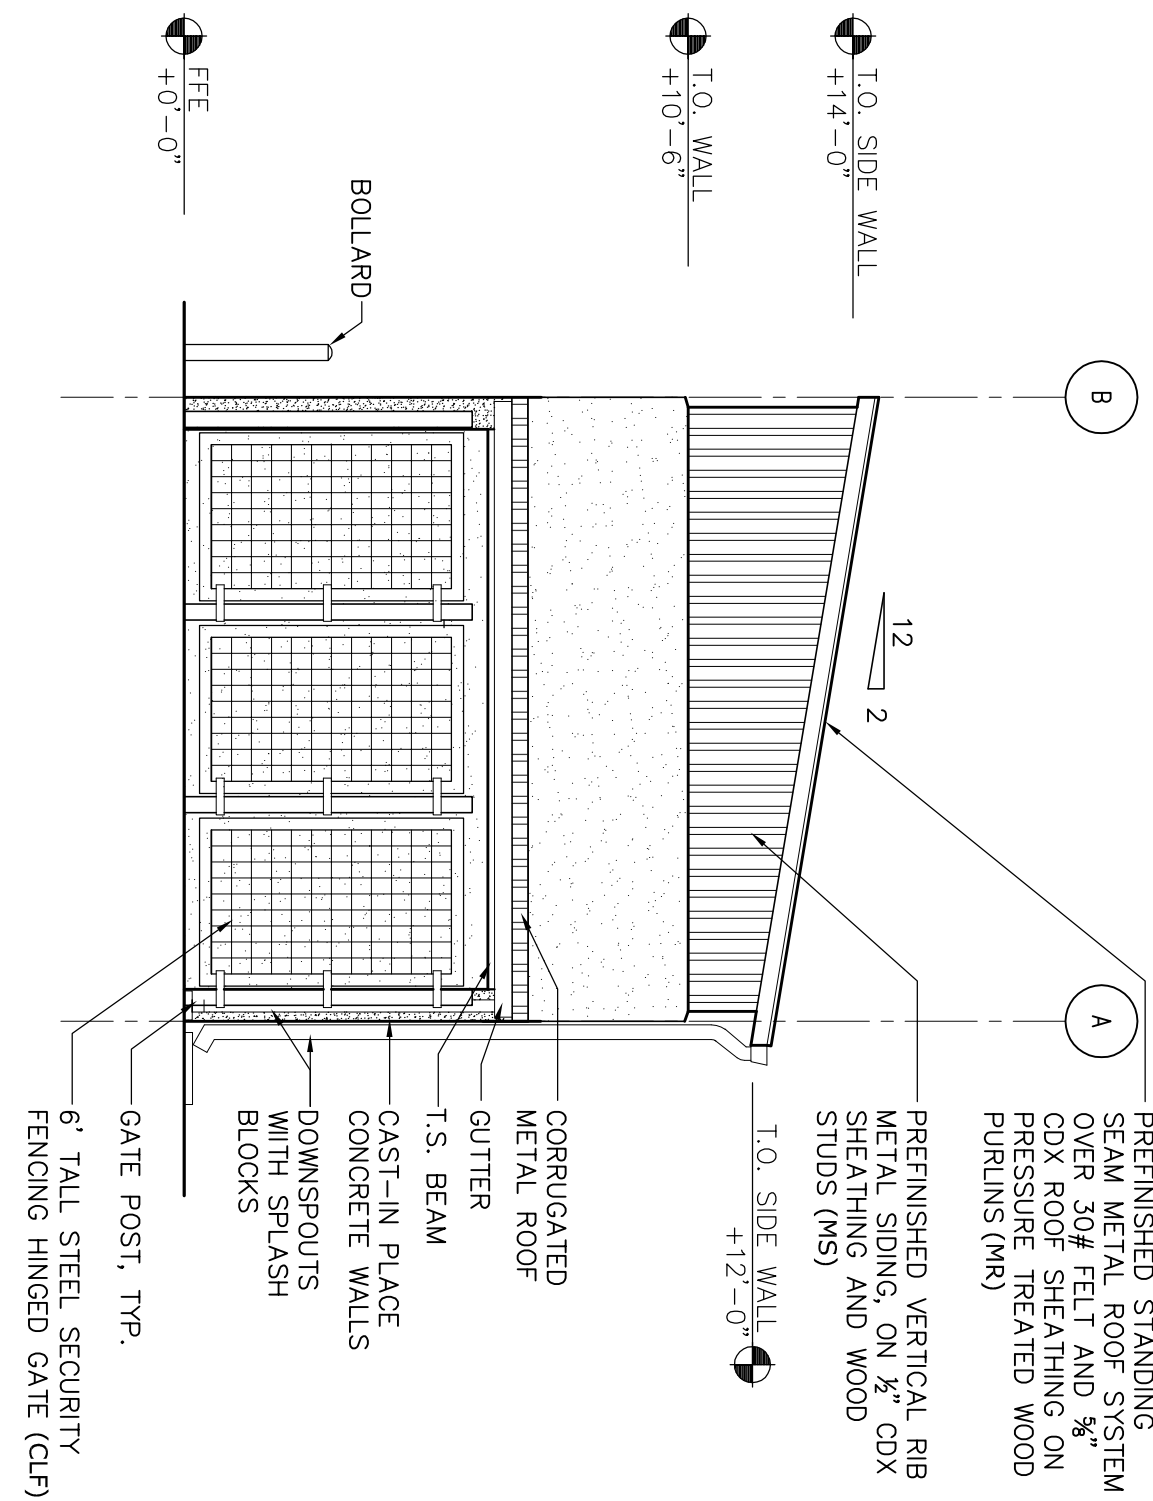 B
A
T.O. SIDE WALL
+14'-0"
T.O. WALL
+10'-6"
FFE
+0'-0"
BOLLARD
12
2
PREFINISHED STANDING
SEAM METAL ROOF SYSTEM
OVER 30# FELT AND ⅝"
CDX ROOF SHEATHING ON
PRESSURE TREATED WOOD
PURLINS (MR)
PREFINISHED VERTICAL RIB
METAL SIDING, ON ½" CDX
SHEATHING AND WOOD
STUDS (MS)
T.O. SIDE WALL
+12'-0"
CORRUGATED
METAL ROOF
GUTTER
T.S. BEAM
CAST-IN PLACE
CONCRETE WALLS
DOWNSPOUTS
WITH SPLASH
BLOCKS
GATE POST, TYP.
6' TALL STEEL SECURITY
FENCING HINGED GATE (CLF)